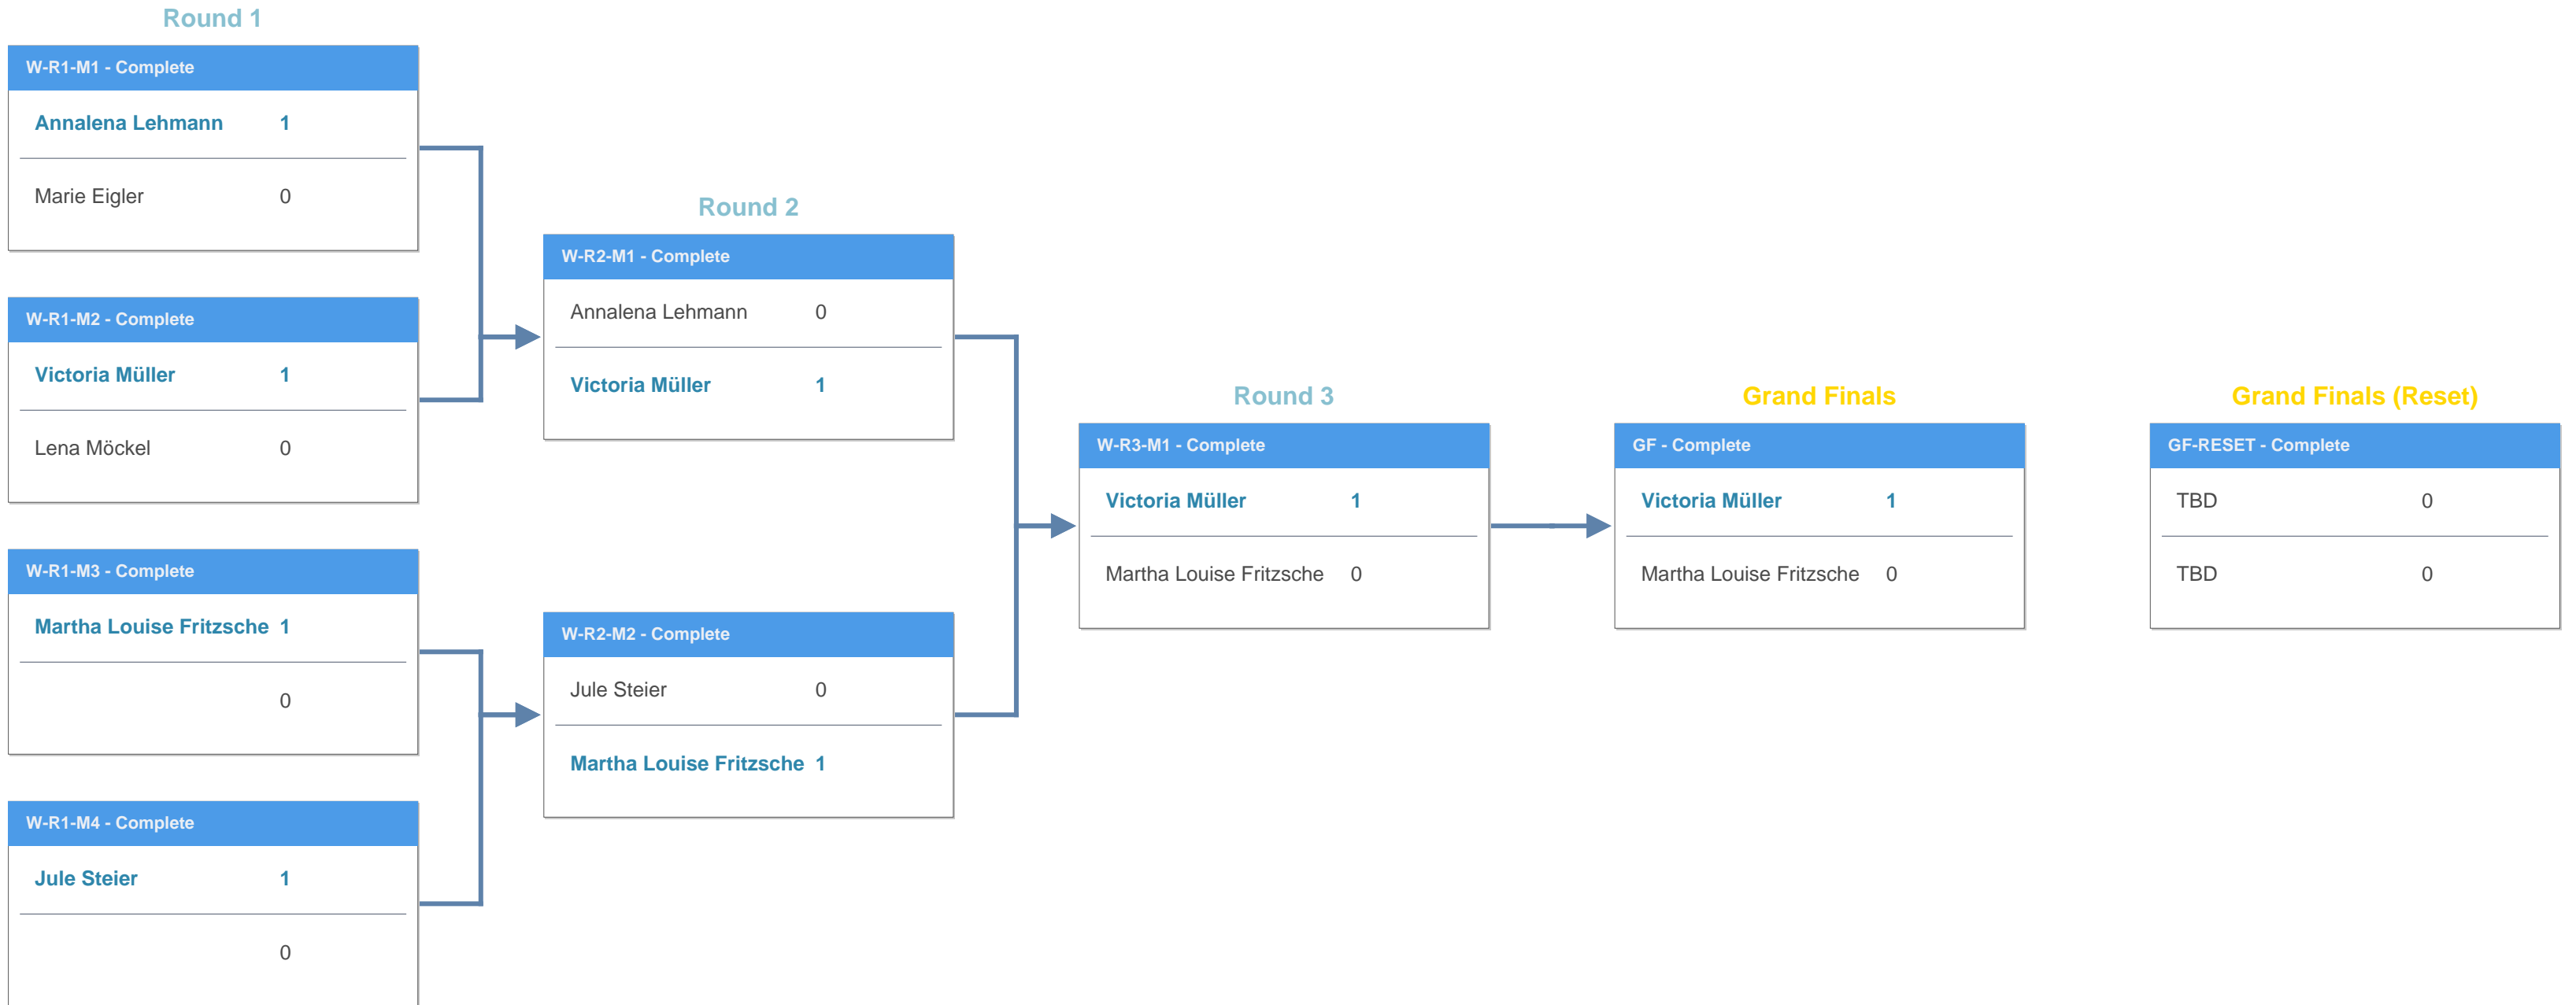 Round 1
W-R1-M1 - Complete
Annalena Lehmann 1
Marie Eigler 0
W-R1-M2 - Complete
Victoria Müller 1
Lena Möckel 0
W-R1-M3 - Complete
Martha Louise Fritzsche 1
0
W-R1-M4 - Complete
Jule Steier 1
0
Round 2
W-R2-M1 - Complete
Annalena Lehmann 0
Victoria Müller 1
W-R2-M2 - Complete
Jule Steier 0
Martha Louise Fritzsche 1
Round 3
W-R3-M1 - Complete
Victoria Müller 1
Martha Louise Fritzsche 0
Grand Finals
GF - Complete
Victoria Müller 1
Martha Louise Fritzsche 0
Grand Finals (Reset)
GF-RESET - Complete
TBD 0
TBD 0